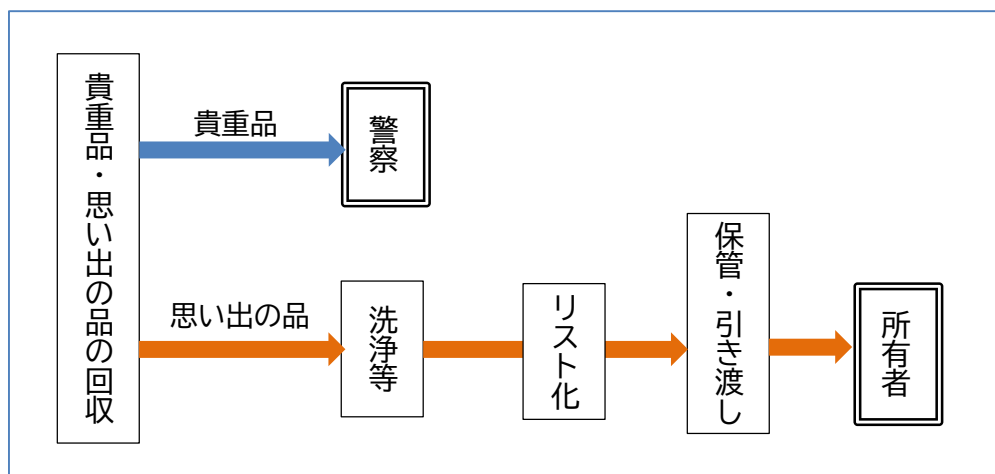 貴重品・思い出の品の回収
貴重品
警察
思い出の品
洗浄等
リスト化
保管・引き渡し
所有者